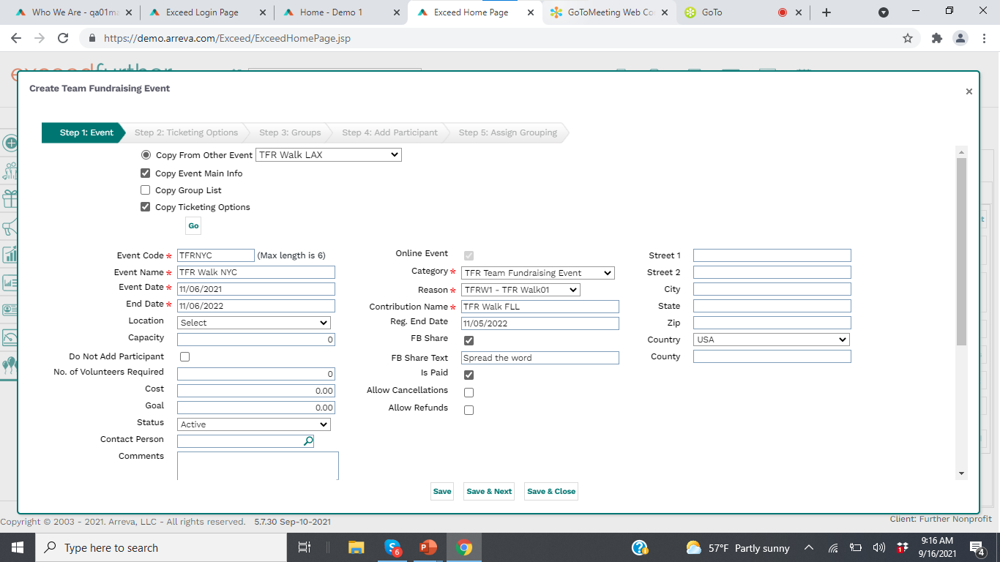 Who We Are - qa01ma
Exceed Login Page
Home - Demo 1
Exceed Home Page
GoToMeeting Web Co
GoTo
https://demo.arreva.com/Exceed/ExceedHomePage.jsp
Create Team Fundraising Event
Step 1: Event Step 2: Ticketing Options Step 3: Groups Step 4: Add Participant Step 5: Assign Grouping
Copy From Other Event TFR Walk LAX
Copy Event Main Info
Copy Group List
Copy Ticketing Options
Go
Event Code * TFRNYC (Max length is 6)
Event Name * TFR Walk NYC
Event Date * 11/06/2021
End Date * 11/06/2022
Location Select
Capacity 0
Do Not Add Participant
No. of Volunteers Required 0
Cost 0.00
Goal 0.00
Status Active
Contact Person
Comments
Online Event
Category * TFR Team Fundraising Event
Reason * TFRW1 - TFR Walk01
Contribution Name * TFR Walk FLL
Reg. End Date 11/05/2022
FB Share
FB Share Text Spread the word
Is Paid
Allow Cancellations
Allow Refunds
Street 1
Street 2
City
State
Zip
Country USA
County
Save Save & Next Save & Close
Copyright © 2003 - 2021. Arreva, LLC - All rights reserved. 5.7.30 Sep-10-2021
Client: Further Nonprofit
Type here to search
6
57°F Partly sunny
1
9:16 AM
9/16/2021
4